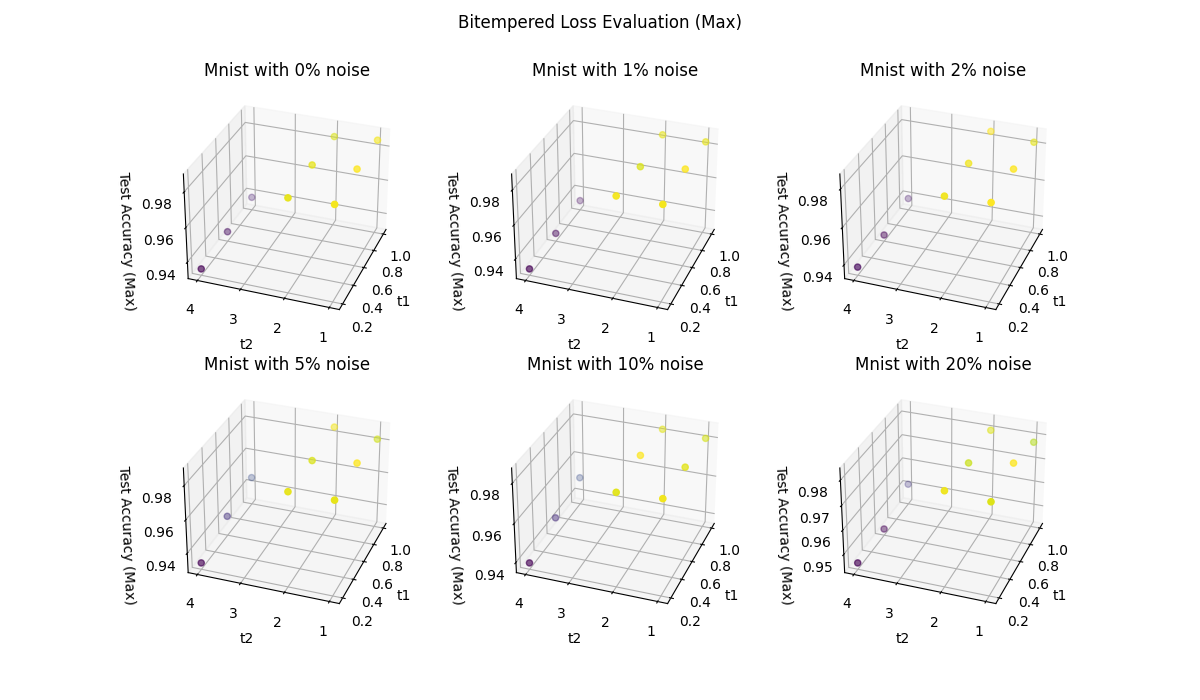 Bitempered Loss Evaluation (Max)
Mnist with 0% noise
Test Accuracy (Max)
0.98
0.96
0.94
4
3
2
1
t2
1.0
0.8
0.6
0.4
0.2
t1
Mnist with 1% noise
Test Accuracy (Max)
0.98
0.96
0.94
4
3
2
1
t2
1.0
0.8
0.6
0.4
0.2
t1
Mnist with 2% noise
Test Accuracy (Max)
0.98
0.96
0.94
4
3
2
1
t2
1.0
0.8
0.6
0.4
0.2
t1
Mnist with 5% noise
Test Accuracy (Max)
0.98
0.96
0.94
4
3
2
1
t2
1.0
0.8
0.6
0.4
0.2
t1
Mnist with 10% noise
Test Accuracy (Max)
0.98
0.96
0.94
4
3
2
1
t2
1.0
0.8
0.6
0.4
0.2
t1
Mnist with 20% noise
Test Accuracy (Max)
0.98
0.97
0.96
0.95
4
3
2
1
t2
1.0
0.8
0.6
0.4
0.2
t1